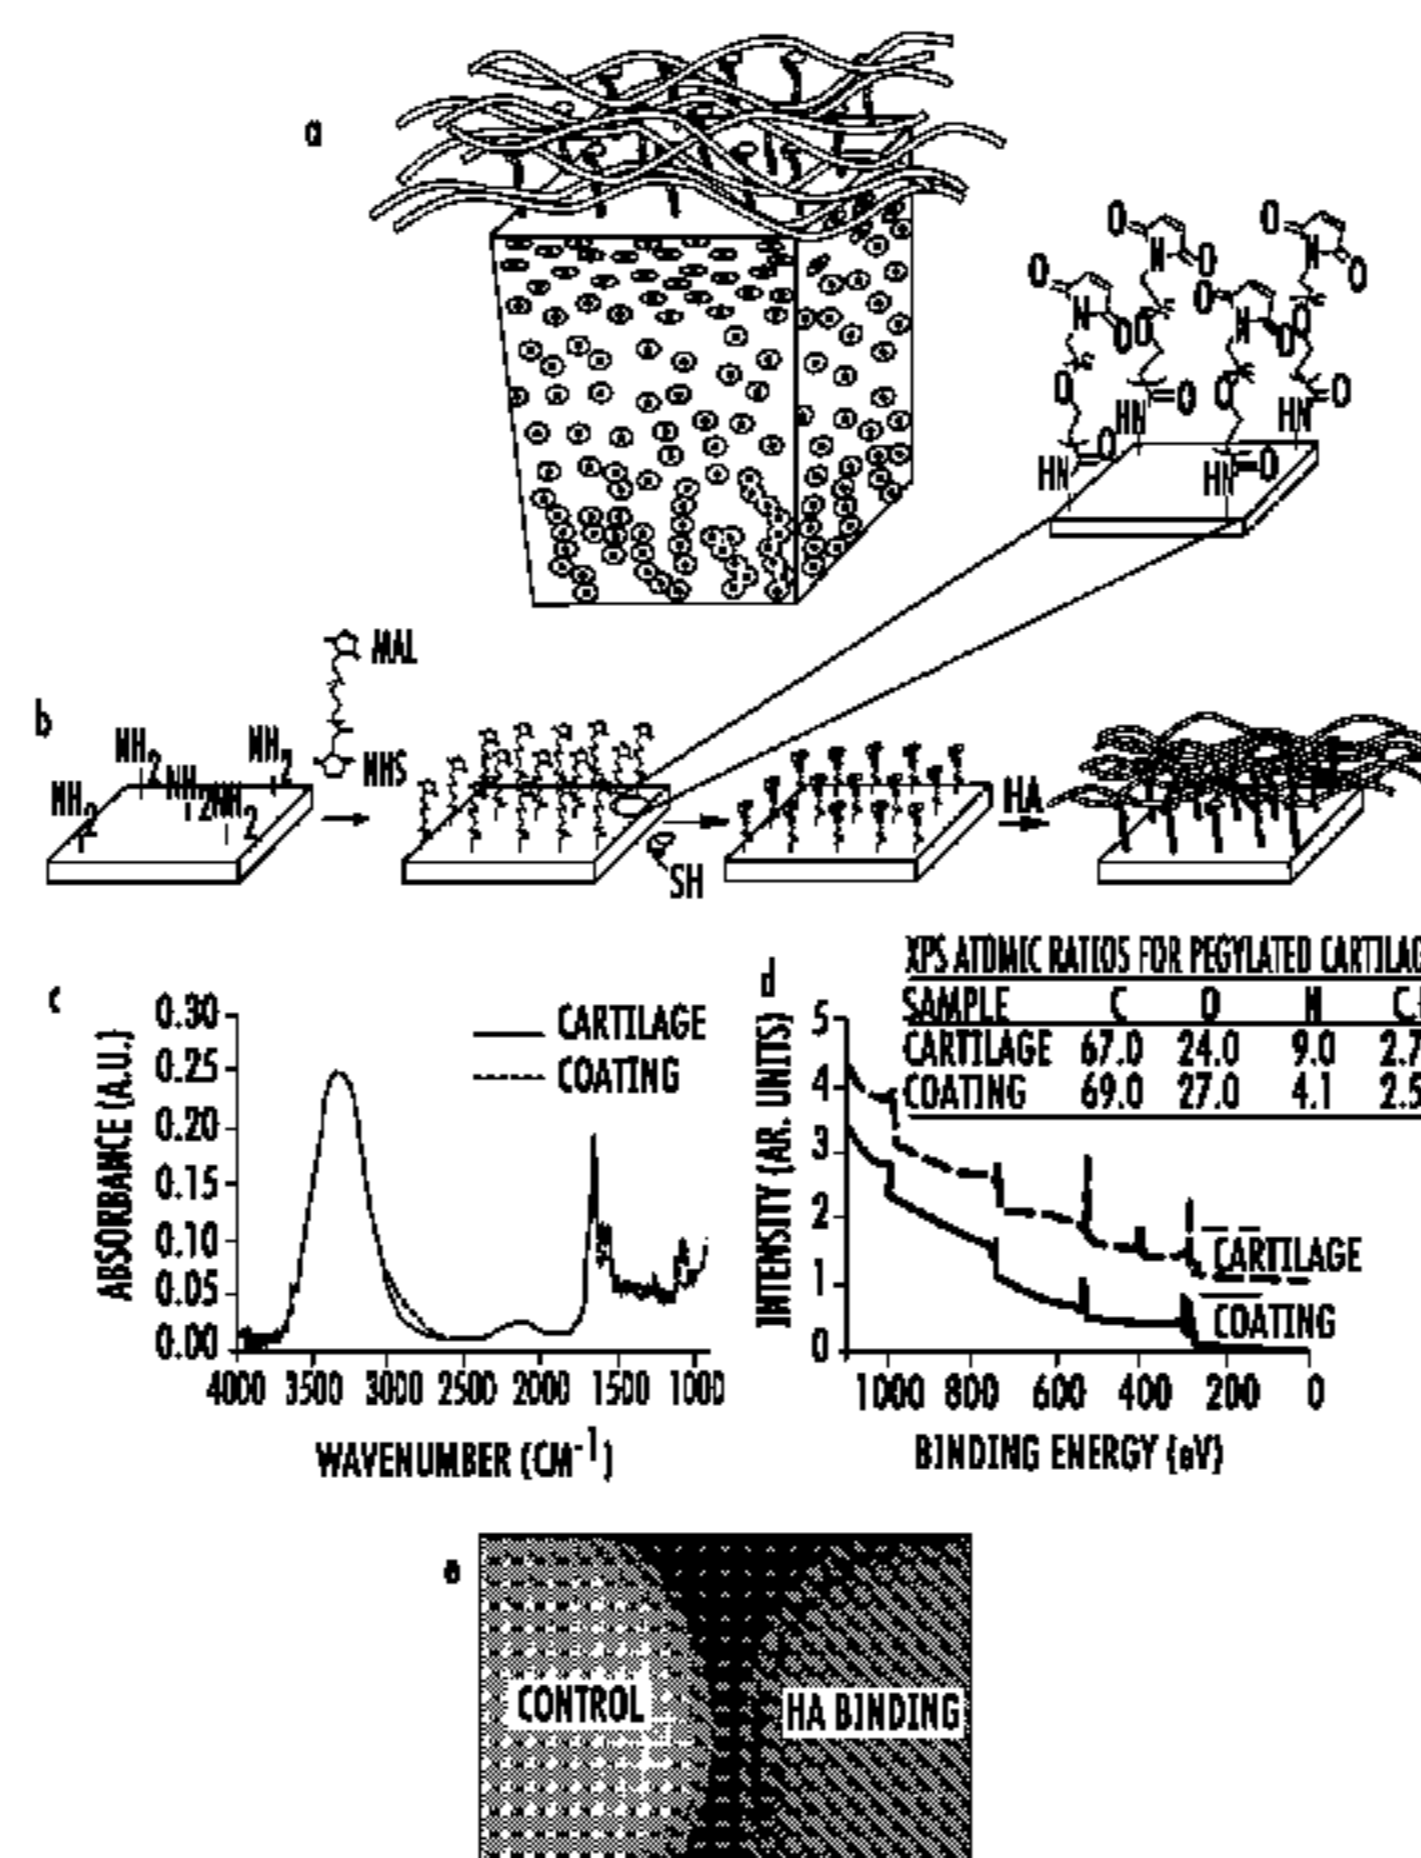 a
O O O
O O
O O
N N N N
O O O O
O O
O O
HN HN
O O
HN HN
MAL
b
NH2 NH2 NHS
NH2 NH2 NH2
HA
SH
XPS ATOMIC RATIOS FOR PEGYLATED
SAMPLE C O N
CARTILAGE 67.0 24.0 9.0 2.7
COATING 69.0 27.0 4.1 2.5
c
0.30
0.25
0.20
0.15
0.10
0.05
0.00
ABSORBANCE (A.U.)
CARTILAGE
COATING
4000 3500 3000 2500 2000 1500 1000
WAVENUMBER (CM-1)
d
5
4
3
2
1
0
INTENSITY (AR. UNITS)
CARTILAGE
COATING
1000 800 600 400 200 0
BINDING ENERGY (eV)
e
CONTROL
HA BINDING